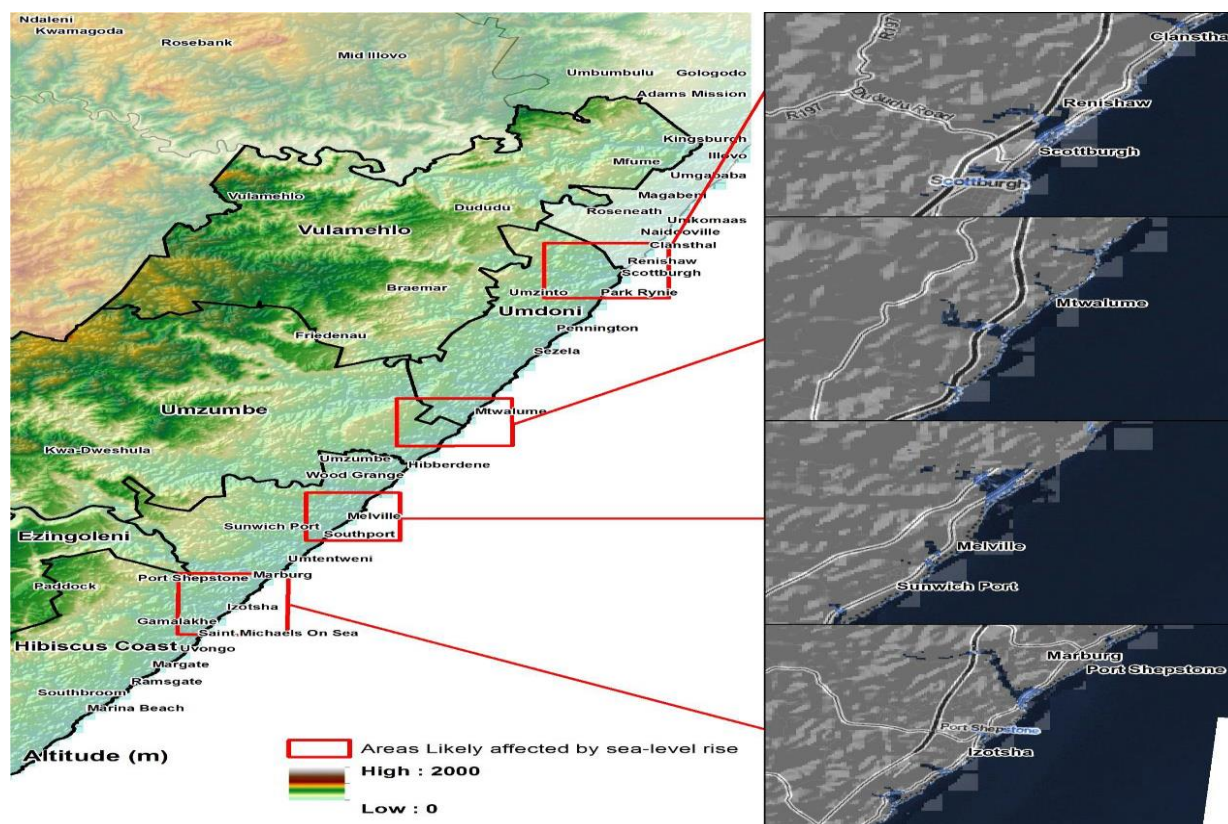 Ndaleni
Kwamagoda
Rosebank
Mid Illovo
Umbumbulu
Gologodo
Adams Mission
Kingsburgh
Illovo
Mfume
Umgababa
Vulamehlo
Magabeni
Dududu
Roseneath
Umkomaas
Vulamehlo
Naidooville
Clansthal
Renishaw
Scottburgh
Braemar
Umzinto
Park Rynie
Umdoni
Pennington
Friedenau
Sezela
Umzumbe
Mtwalume
Kwa-Dweshula
Umzumbe
Hibberdene
Wood Grange
Melville
Sunwich Port
Southport
Ezingoleni
Umtentweni
Paddock
Port Shepstone
Marburg
Izotsha
Gamalakhe
Saint Michaels On Sea
Hibiscus Coast
Uvongo
Margate
Ramsgate
Southbroom
Marina Beach
Altitude (m)
Areas Likely affected by sea-level rise
High : 2000
Low : 0
R197
Clanstha
R197
Dududu Road
Renishaw
Scottburgh
Scottburgh
Mtwalume
Melville
Sunwich Port
Marburg
Port Shepstone
Port Shepstone
Izotsha